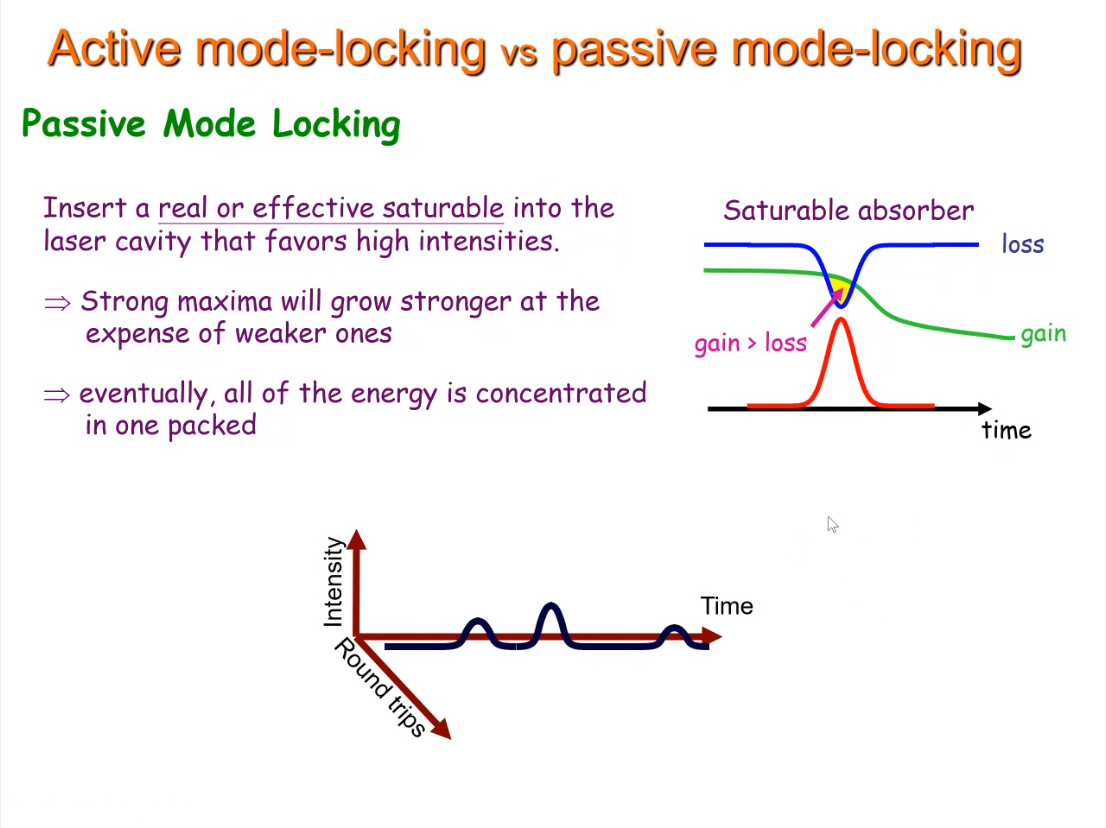 Active mode-locking vs passive mode-locking
Passive Mode Locking
Insert a real or effective saturable into the
laser cavity that favors high intensities.
⇒ Strong maxima will grow stronger at the
expense of weaker ones
⇒ eventually, all of the energy is concentrated
in one packed
Saturable absorber
loss
gain
gain > loss
time
Intensity
Time
Round trips